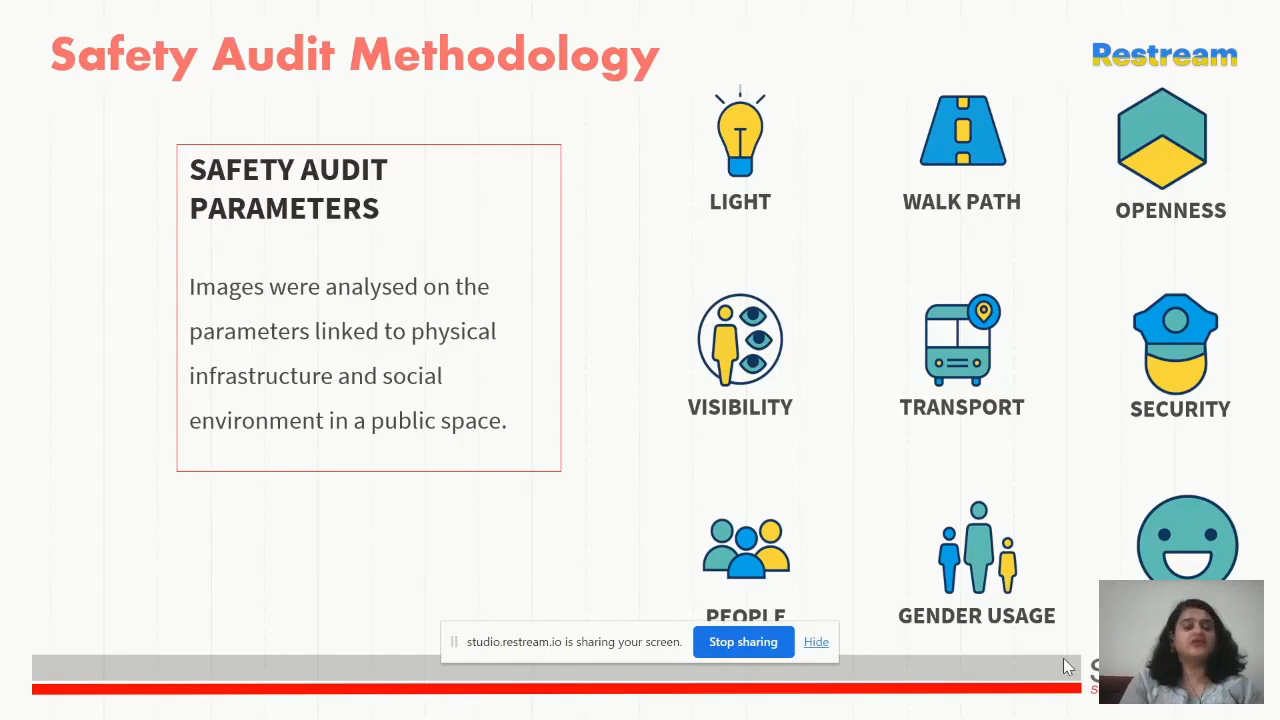 Safety Audit Methodology
Restream
SAFETY AUDIT
PARAMETERS
Images were analysed on the
parameters linked to physical
infrastructure and social
environment in a public space.
LIGHT
WALK PATH
OPENNESS
VISIBILITY
TRANSPORT
SECURITY
PEOPLE
GENDER USAGE
studio.restream.io is sharing your screen.
Stop sharing
Hide